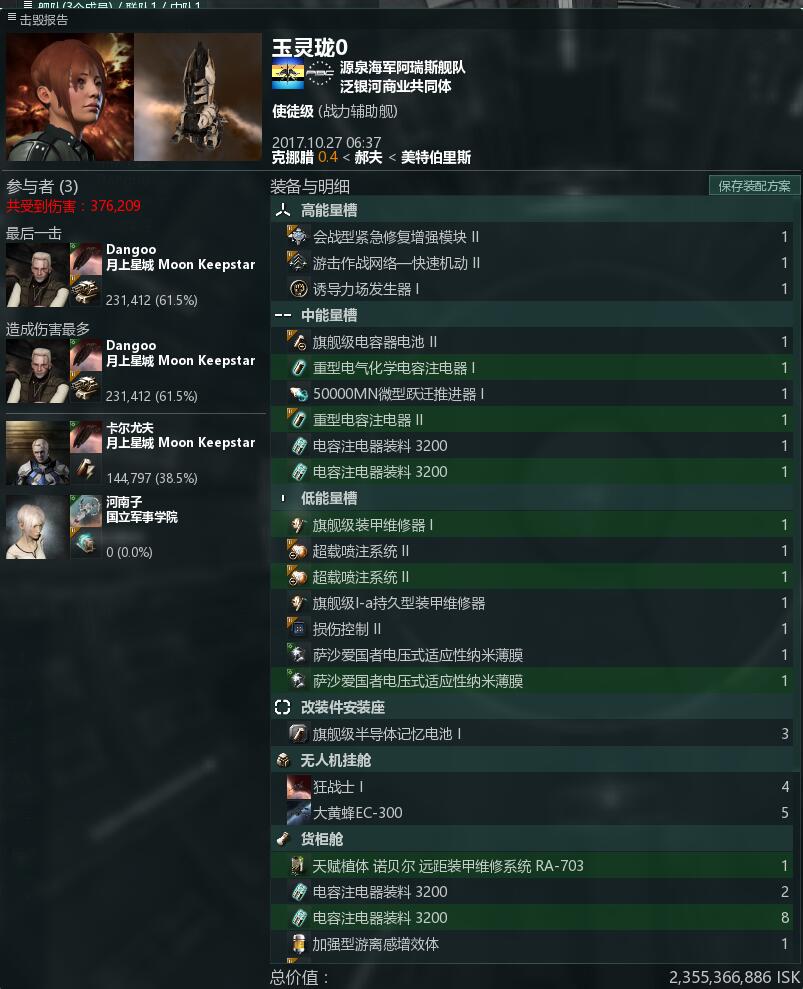 击毁报告
玉灵珑0
源泉海军阿瑞斯舰队
泛银河商业共同体
使徒级 (战力辅助舰)
2017.10.27 06:37
克挪腊 0.4 < 郝夫 < 美特伯里斯
参与者 (3)
共受到伤害：376,209
最后一击
Dangoo
月上星城 Moon Keepstar
231,412 (61.5%)
造成伤害最多
Dangoo
月上星城 Moon Keepstar
231,412 (61.5%)
卡尔尤夫
月上星城 Moon Keepstar
144,797 (38.5%)
河南子
国立军事学院
0 (0.0%)
装备与明细
保存装配方案
高能量槽
会战型紧急修复增强模块 II 1
游击作战网络—快速机动 II 1
诱导力场发生器 I 1
中能量槽
旗舰级电容器电池 II 1
重型电气化学电容注电器 I 1
50000MN微型跃迁推进器 I 1
重型电容注电器 II 1
电容注电器装料 3200 1
电容注电器装料 3200 1
低能量槽
旗舰级装甲维修器 I 1
超载喷注系统 II 1
超载喷注系统 II 1
旗舰级I-a持久型装甲维修器 1
损伤控制 II 1
萨沙爱国者电压式适应性纳米薄膜 1
萨沙爱国者电压式适应性纳米薄膜 1
改装件安装座
旗舰级半导体记忆电池 I 3
无人机挂舱
狂战士 I 4
大黄蜂EC-300 5
货柜舱
天赋植体 诺贝尔 远距装甲维修系统 RA-703 1
电容注电器装料 3200 2
电容注电器装料 3200 8
加强型游离感增效体 1
总价值： 2,355,366,886 ISK